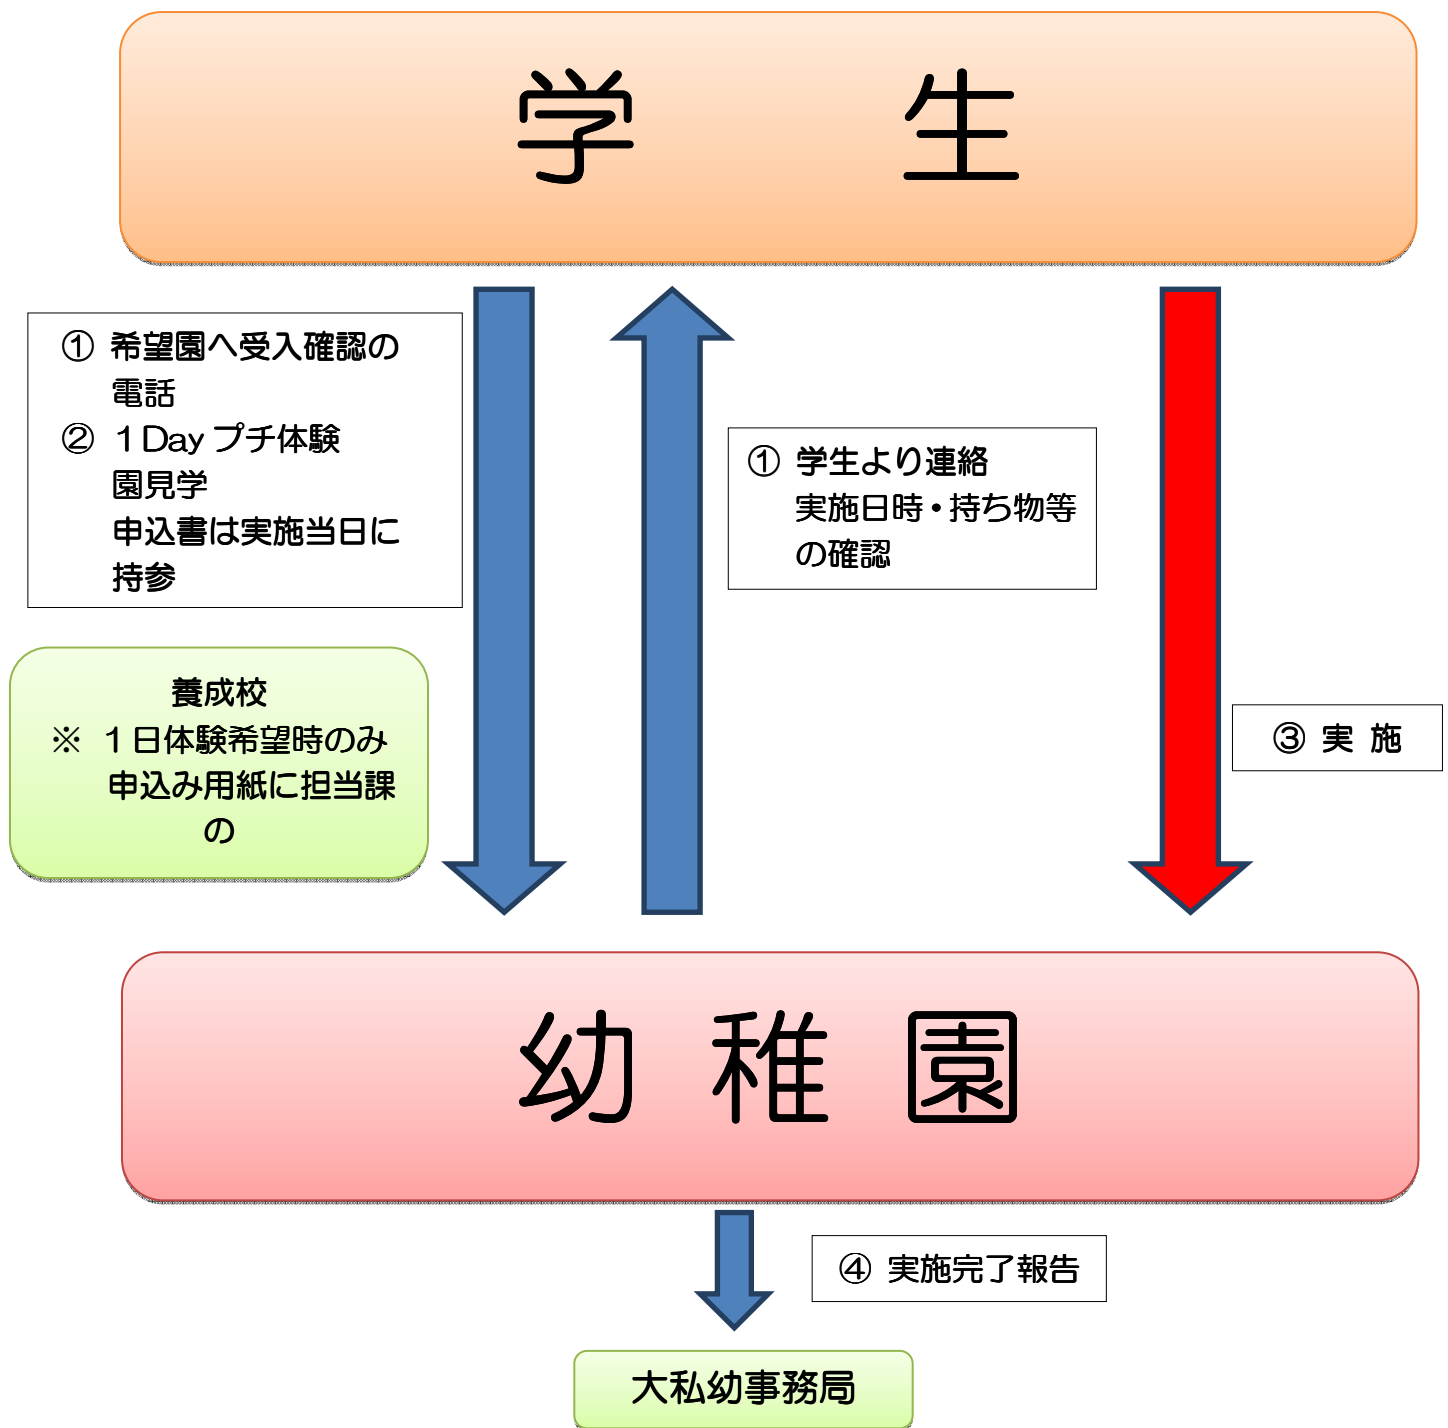 学 生
① 希望園へ受入確認の
電話
② １Day プチ体験
園見学
申込書は実施当日に
持参
① 学生より連絡
実施日時・持ち物等
の確認
養成校
※ １日体験希望時のみ
申込み用紙に担当課
の
③ 実 施
幼 稚 園
④ 実施完了報告
大私幼事務局